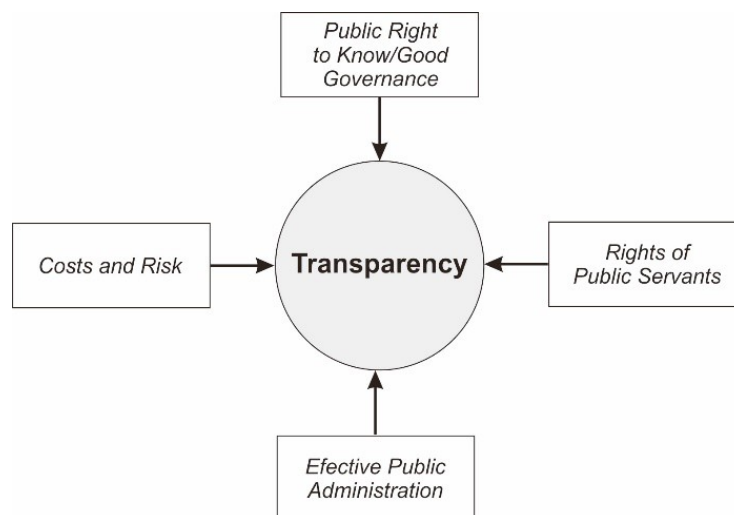 Public Right
to Know/Good
Governance
Costs and Risk
Transparency
Rights of
Public Servants
Efective Public
Administration